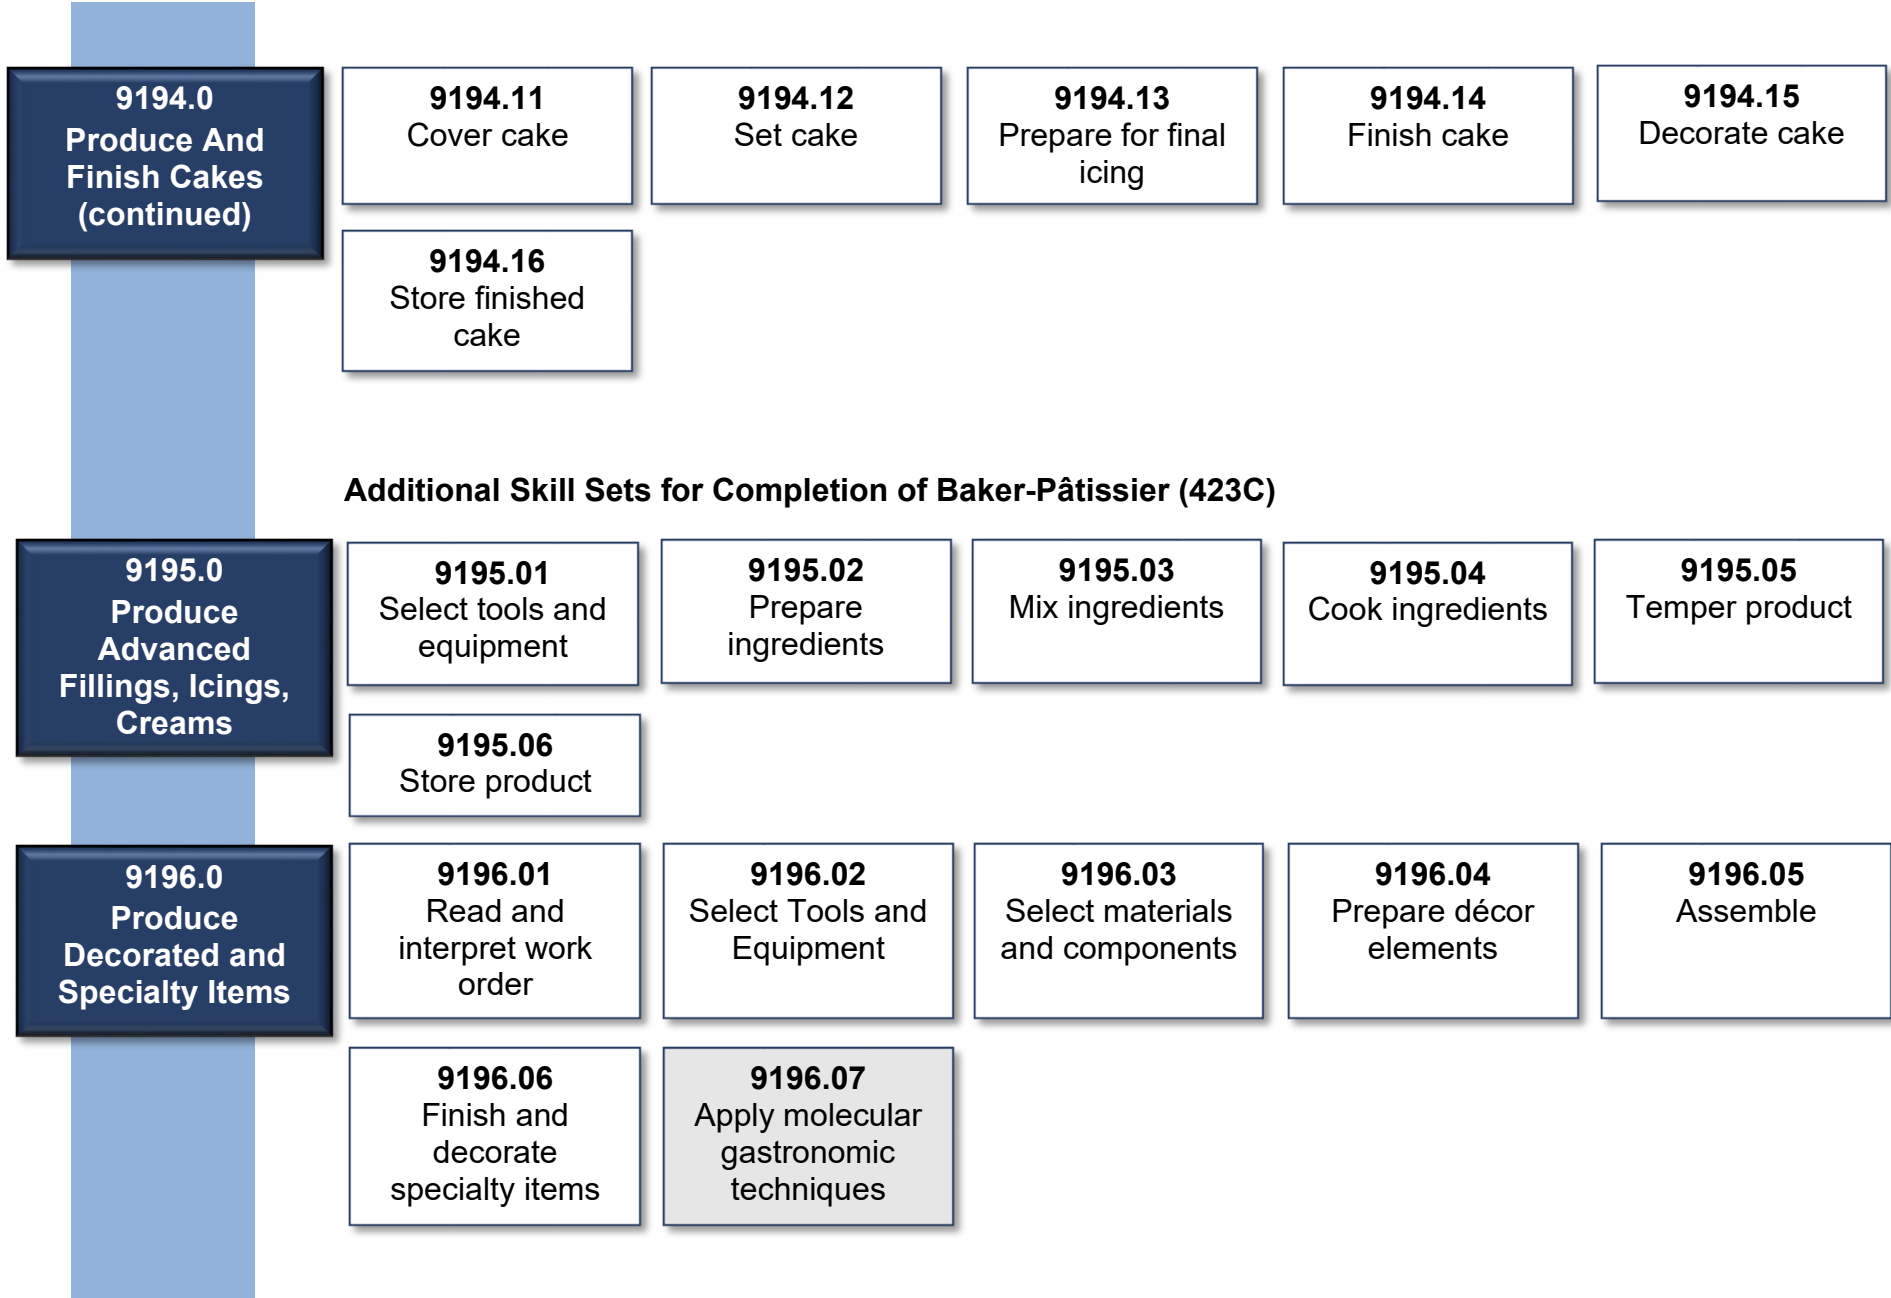 9194.0
Produce And
Finish Cakes
(continued)
9194.11
Cover cake
9194.12
Set cake
9194.13
Prepare for final
icing
9194.14
Finish cake
9194.15
Decorate cake
9194.16
Store finished
cake
Additional Skill Sets for Completion of Baker-Pâtissier (423C)
9195.0
Produce
Advanced
Fillings, Icings,
Creams
9195.01
Select tools and
equipment
9195.02
Prepare
ingredients
9195.03
Mix ingredients
9195.04
Cook ingredients
9195.05
Temper product
9195.06
Store product
9196.0
Produce
Decorated and
Specialty Items
9196.01
Read and
interpret work
order
9196.02
Select Tools and
Equipment
9196.03
Select materials
and components
9196.04
Prepare décor
elements
9196.05
Assemble
9196.06
Finish and
decorate
specialty items
9196.07
Apply molecular
gastronomic
techniques